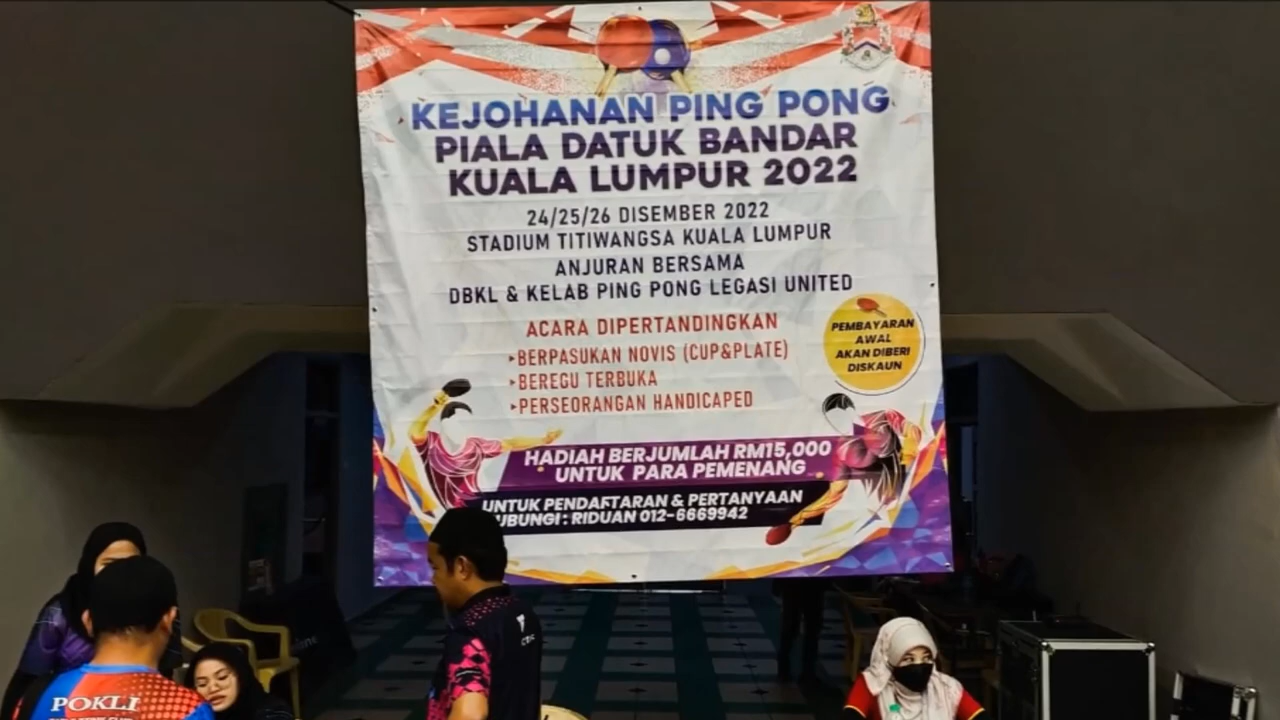 KEJOHANAN PING PONG
PIALA DATUK BANDAR
KUALA LUMPUR 2022
24/25/26 DISEMBER 2022
STADIUM TITIWANGSA KUALA LUMPUR
ANJURAN BERSAMA
DBKL & KELAB PING PONG LEGASI UNITED
ACARA DIPERTANDINGKAN
▸BERPASUKAN NOVIS (CUP&PLATE)
▸BEREGU TERBUKA
▸PERSEORANGAN HANDICAPED
PEMBAYARAN
AWAL
AKAN DIBERI
DISKAUN
HADIAH BERJUMLAH RM15,000
UNTUK PARA PEMENANG
UNTUK PENDAFTARAN & PERTANYAAN
UBUNGI : RIDUAN 012-6669942
POKLI